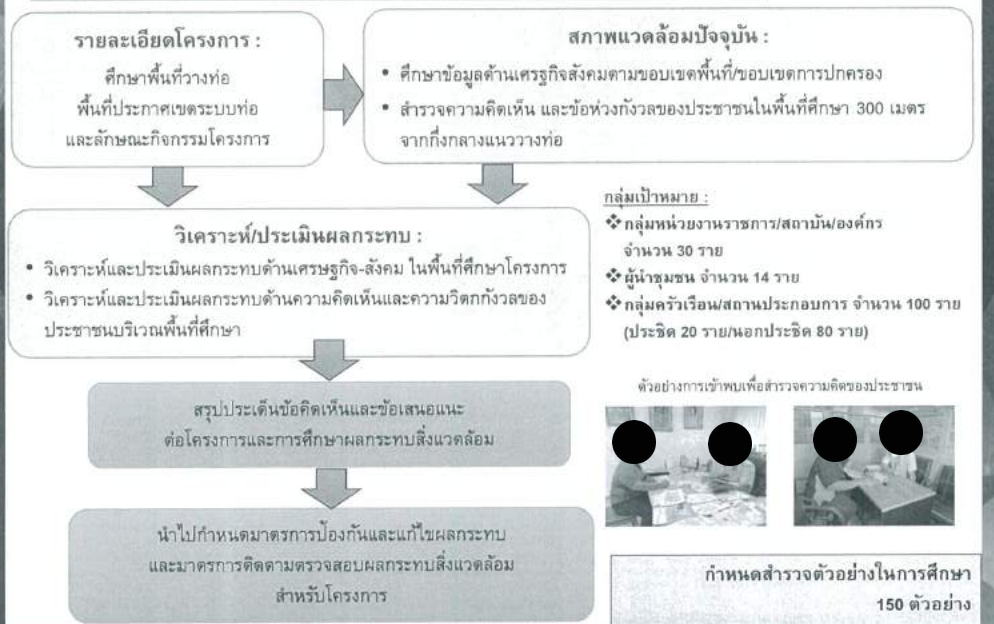 รายละเอียดโครงการ :
ศึกษาพื้นที่วางท่อ
พื้นที่ประกาศเขตระบบท่อ
และลักษณะกิจกรรมโครงการ
สภาพแวดล้อมปัจจุบัน :
• ศึกษาข้อมูลด้านเศรษฐกิจสังคมตามขอบเขตพื้นที่/ขอบเขตการปกครอง
• สำรวจความคิดเห็น และข้อห่วงกังวลของประชาชนในพื้นที่ศึกษา 300 เมตร
จากกึ่งกลางแนววางท่อ
วิเคราะห์/ประเมินผลกระทบ :
• วิเคราะห์และประเมินผลกระทบด้านเศรษฐกิจ-สังคม ในพื้นที่ศึกษาโครงการ
• วิเคราะห์และประเมินผลกระทบด้านความคิดเห็นและความวิตกกังวลของ
ประชาชนบริเวณพื้นที่ศึกษา
กลุ่มเป้าหมาย :
❖ กลุ่มหน่วยงานราชการ/สถาบัน/องค์กร
จำนวน 30 ราย
❖ ผู้นำชุมชน จำนวน 14 ราย
❖ กลุ่มครัวเรือน/สถานประกอบการ จำนวน 100 ราย
(ประชิด 20 ราย/นอกประชิด 80 ราย)
สรุปประเด็นข้อคิดเห็นและข้อเสนอแนะ
ต่อโครงการและการศึกษาผลกระทบสิ่งแวดล้อม
ตัวอย่างการเข้าพบเพื่อสำรวจความคิดของประชาชน
นำไปกำหนดมาตรการป้องกันและแก้ไขผลกระทบ
และมาตรการติดตามตรวจสอบผลกระทบสิ่งแวดล้อม
สำหรับโครงการ
กำหนดสำรวจตัวอย่างในการศึกษา
150 ตัวอย่าง